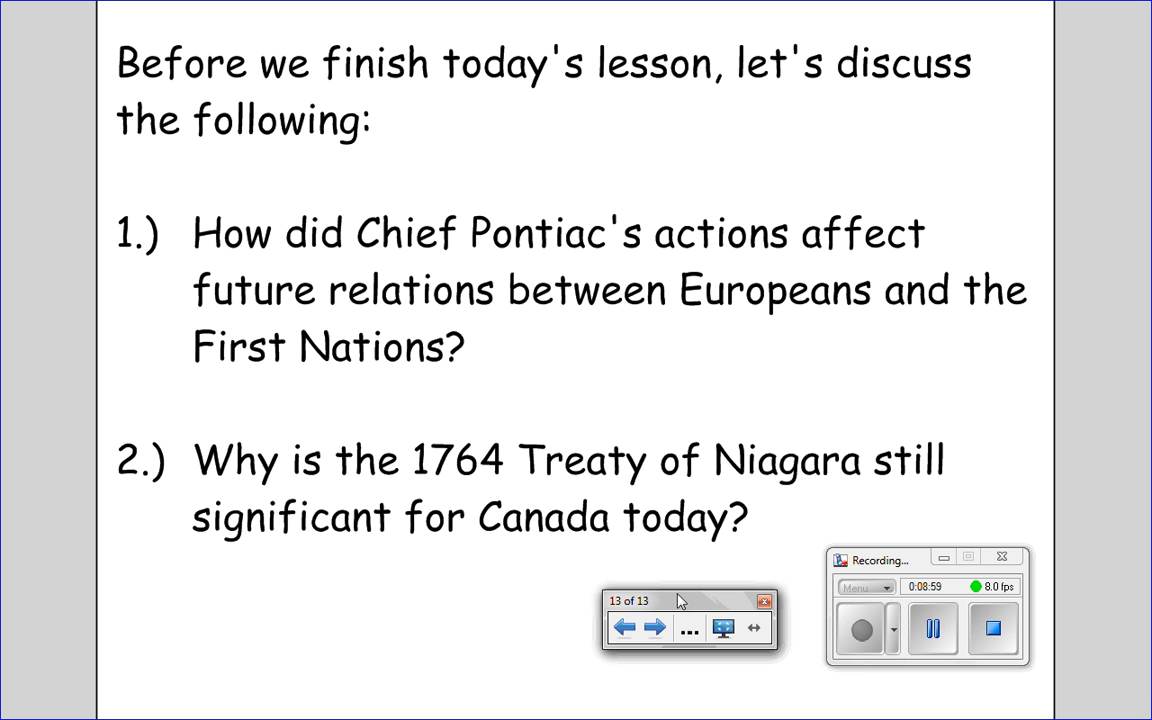 Before we finish today's lesson, let's discuss
the following:
1.) How did Chief Pontiac's actions affect
future relations between Europeans and the
First Nations?
2.) Why is the 1764 Treaty of Niagara still
significant for Canada today?
Recording...
Menu 0:08:59 8.0 fps
13 of 13
...